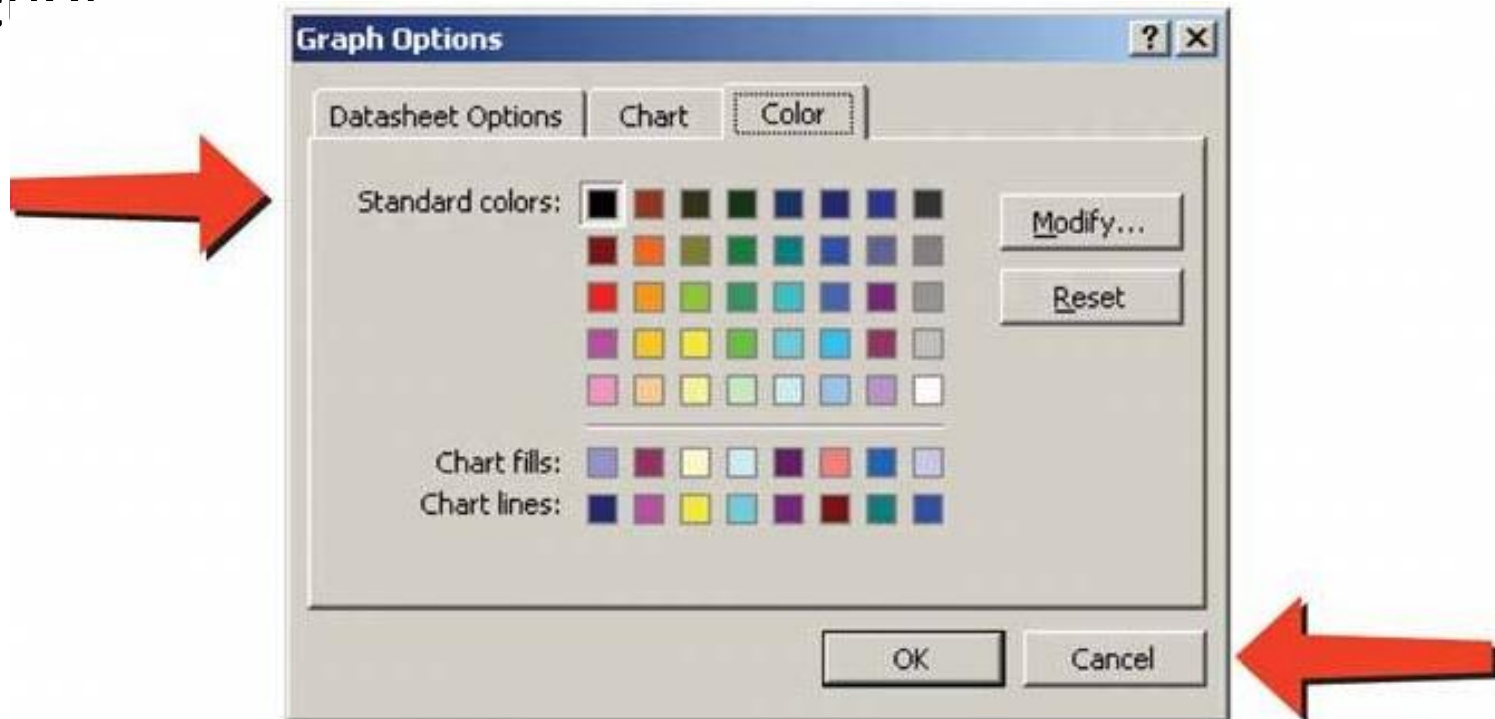 Graph Options
?
Datasheet Options Chart Color
Standard colors:
Modify...
Reset
Chart fills:
Chart lines:
OK Cancel